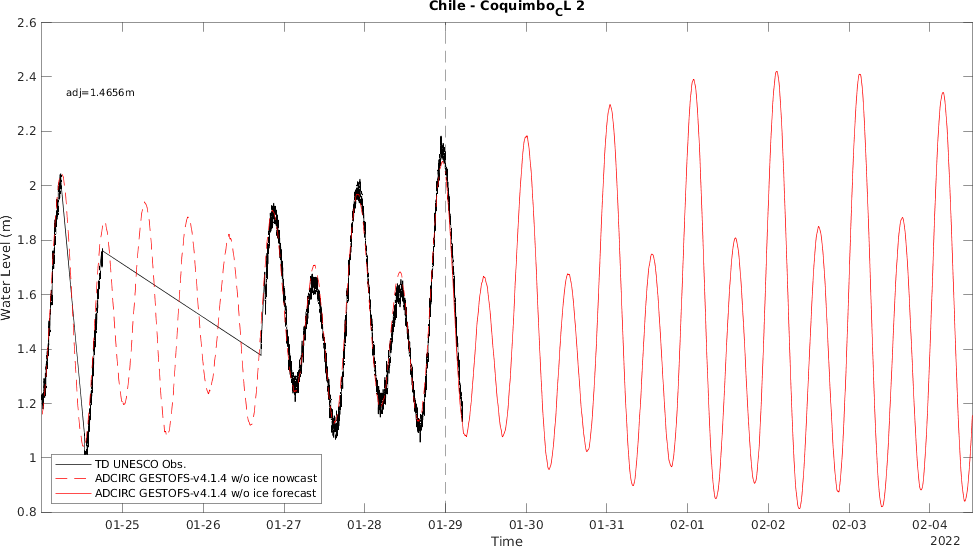 Chile - Coquimbo_CL 2
2.6
2.4
2.2
2
1.8
1.6
1.4
1.2
1
0.8
Water Level (m)
adj=1.4656m
TD UNESCO Obs.
ADCIRC GESTOFS-v4.1.4 w/o ice nowcast
ADCIRC GESTOFS-v4.1.4 w/o ice forecast
01-25 01-26 01-27 01-28 01-29 01-30 01-31 02-01 02-02 02-03 02-04
Time
2022